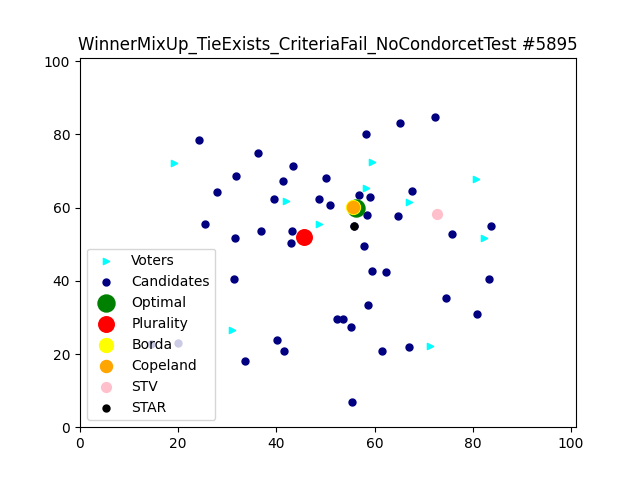 WinnerMixUp_TieExists_CriteriaFail_NoCondorcetTest #5895
100
80
60
40
20
0
Voters
Candidates
Optimal
Plurality
Borda
Copeland
STV
STAR
0 20 40 60 80 100